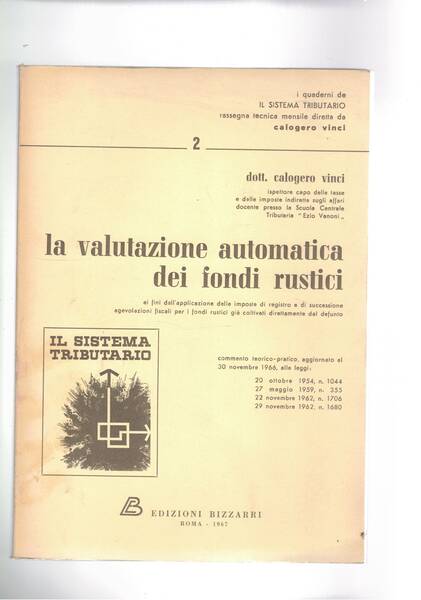 i quaderni de
IL SISTEMA TRIBUTARIO
rassegna tecnica mensile diretta da
calogero vinci
2
dott. calogero vinci
ispettore capo delle tasse
e delle imposte indirette sugli affari
docente presso la Scuola Centrale
Tributaria "Ezio Vanoni„
la valutazione automatica
dei fondi rustici
ai fini dell'applicazione delle imposte di registro e di successione
agevolazioni fiscali per i fondi rustici già coltivati direttamente dal defunto
IL SISTEMA
TRIBUTARIO
commento teorico-pratico, aggiornato al
30 novembre 1966, alle leggi:
20 ottobre 1954, n. 1044
27 maggio 1959, n. 355
22 novembre 1962, n. 1706
29 novembre 1962, n. 1680
EDIZIONI BIZZARRI
ROMA - 1967